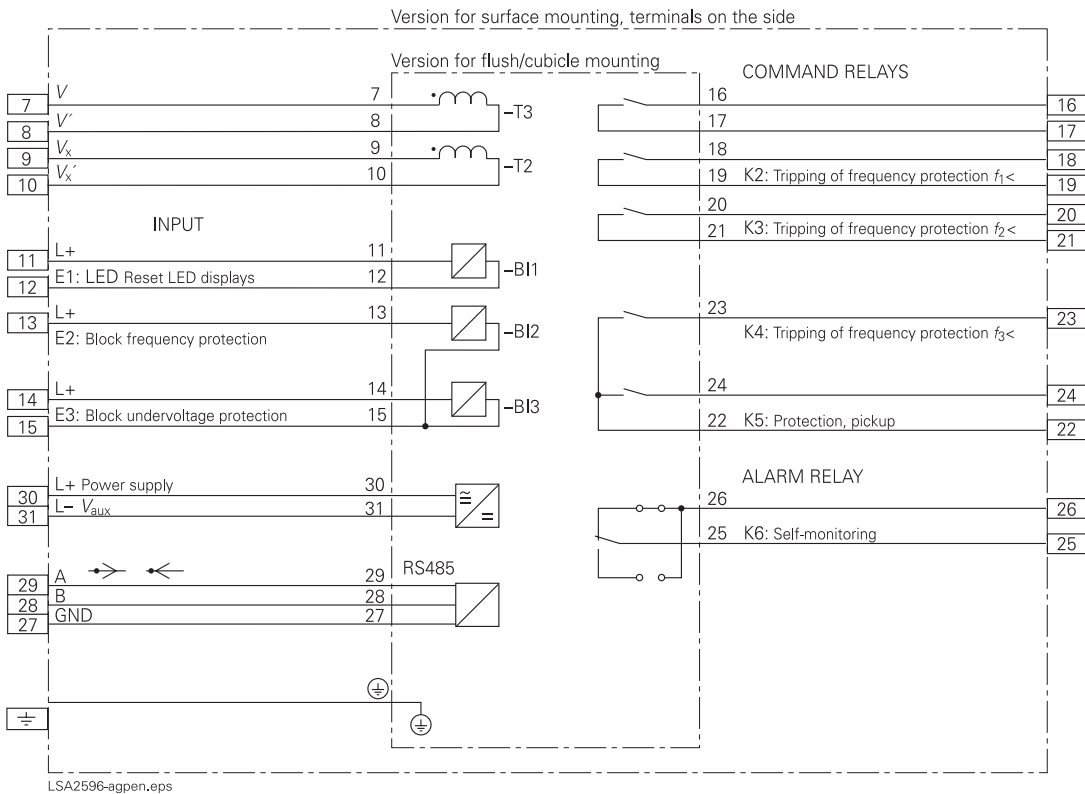 Version for surface mounting, terminals on the side
Version for flush/cubicle mounting
COMMAND RELAYS
7 V 7 –T3 16 16
8 V′ 8 17 17
9 Vx 9 –T2 18 18
10 Vx′ 10 19 K2: Tripping of frequency protection f1< 19
20 20
INPUT
21 K3: Tripping of frequency protection f2< 21
11 L+ 11 –BI1
12 E1: LED Reset LED displays 12
13 L+ 13 –BI2 23 23
E2: Block frequency protection
K4: Tripping of frequency protection f3<
14 L+ 14 –BI3 24 24
15 E3: Block undervoltage protection 15 22 K5: Protection, pickup 22
ALARM RELAY
30 L+ Power supply 30 ≅ 26 26
31 L– Vaux 31 = 25 K6: Self-monitoring 25
RS485
29 A 29
28 B 28
27 GND 27
LSA2596-agpen.eps